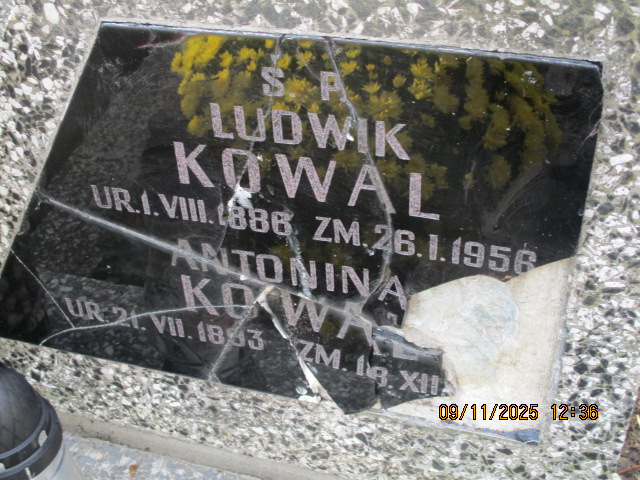 S P
LUDWIK
KOWAL
UR.1.VIII.1886 ZM.26.1.1956
ANTONINA
KOWAL
UR.21.VII.1893 ZM.18.XII
09/11/2025 12:36